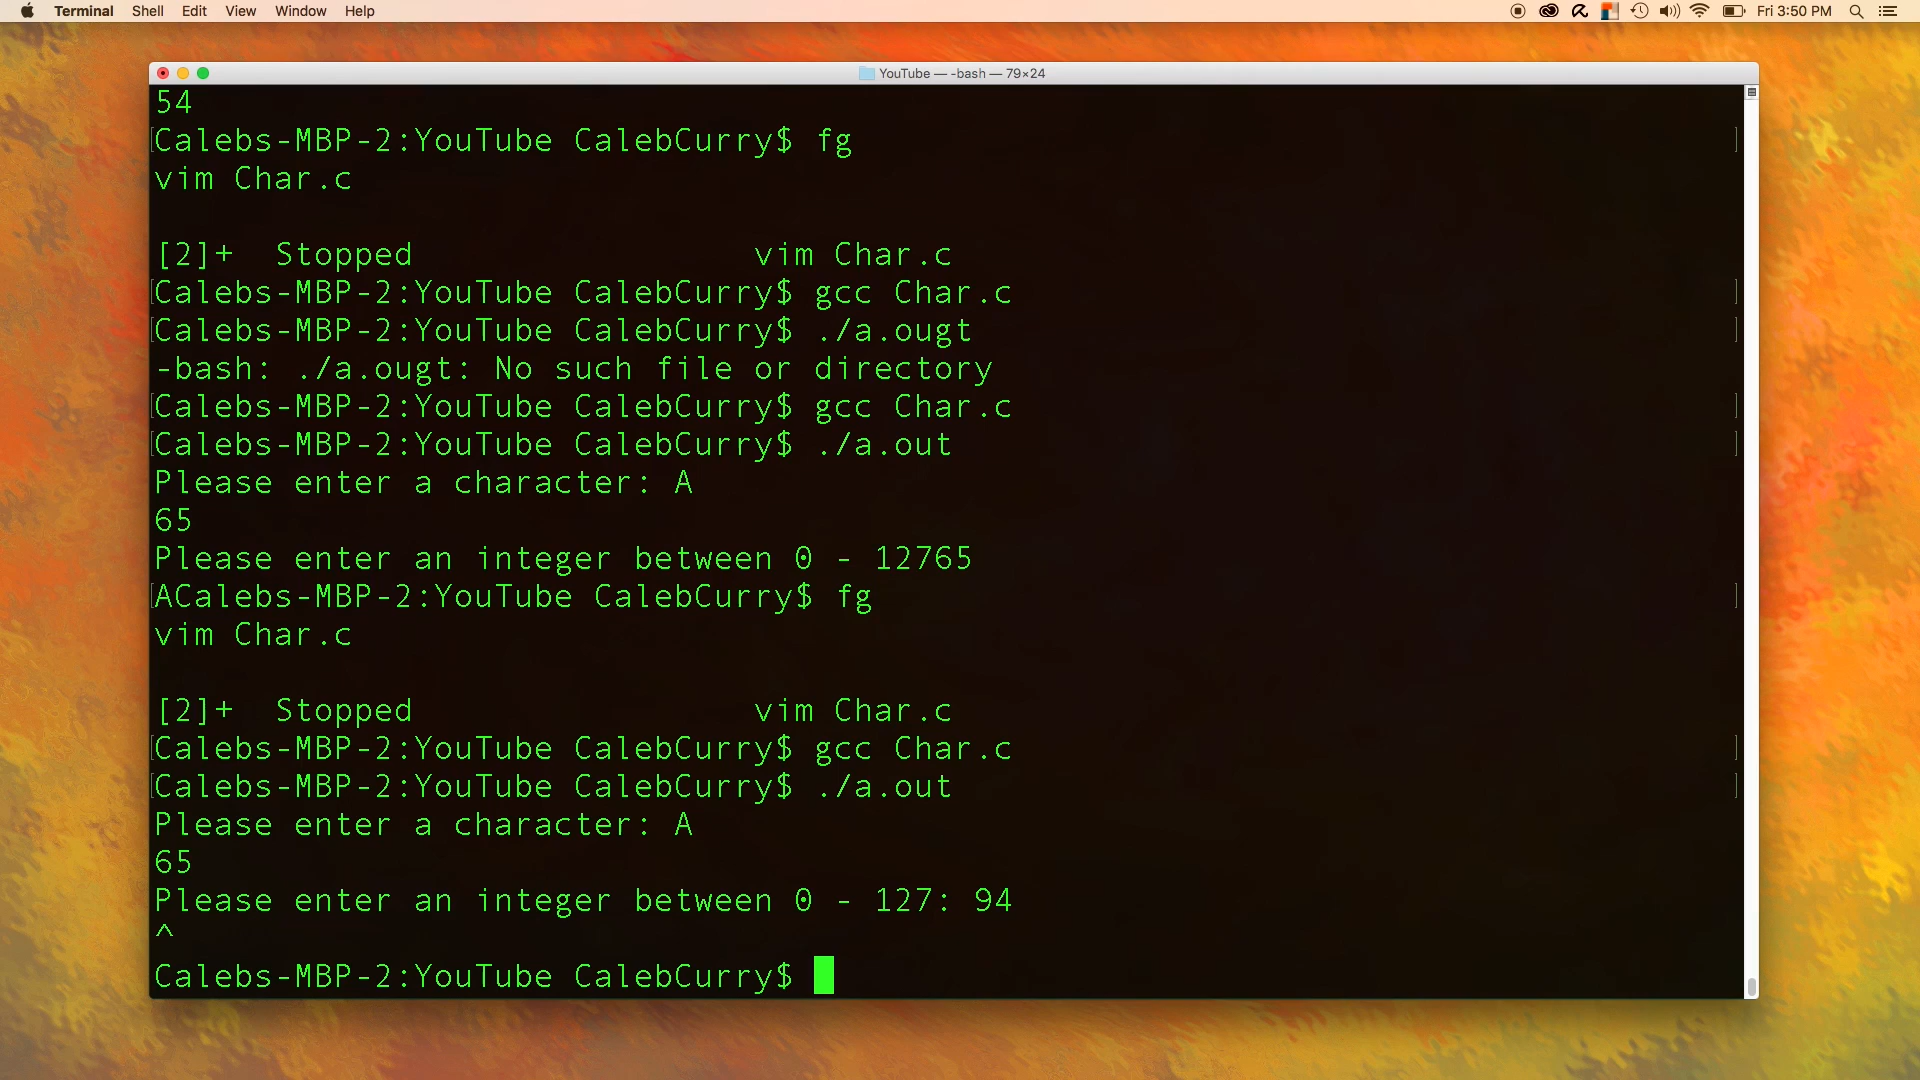 Terminal Shell Edit View Window Help Fri 3:50 PM
YouTube — -bash — 79×24
54
[Calebs-MBP-2:YouTube CalebCurry$ fg ]
vim Char.c
[2]+  Stopped                 vim Char.c
[Calebs-MBP-2:YouTube CalebCurry$ gcc Char.c ]
[Calebs-MBP-2:YouTube CalebCurry$ ./a.ougt ]
-bash: ./a.ougt: No such file or directory
[Calebs-MBP-2:YouTube CalebCurry$ gcc Char.c ]
[Calebs-MBP-2:YouTube CalebCurry$ ./a.out ]
Please enter a character: A
65
Please enter an integer between 0 - 12765
[ACalebs-MBP-2:YouTube CalebCurry$ fg ]
vim Char.c
[2]+  Stopped                 vim Char.c
[Calebs-MBP-2:YouTube CalebCurry$ gcc Char.c ]
[Calebs-MBP-2:YouTube CalebCurry$ ./a.out ]
Please enter a character: A
65
Please enter an integer between 0 - 127: 94
^
Calebs-MBP-2:YouTube CalebCurry$